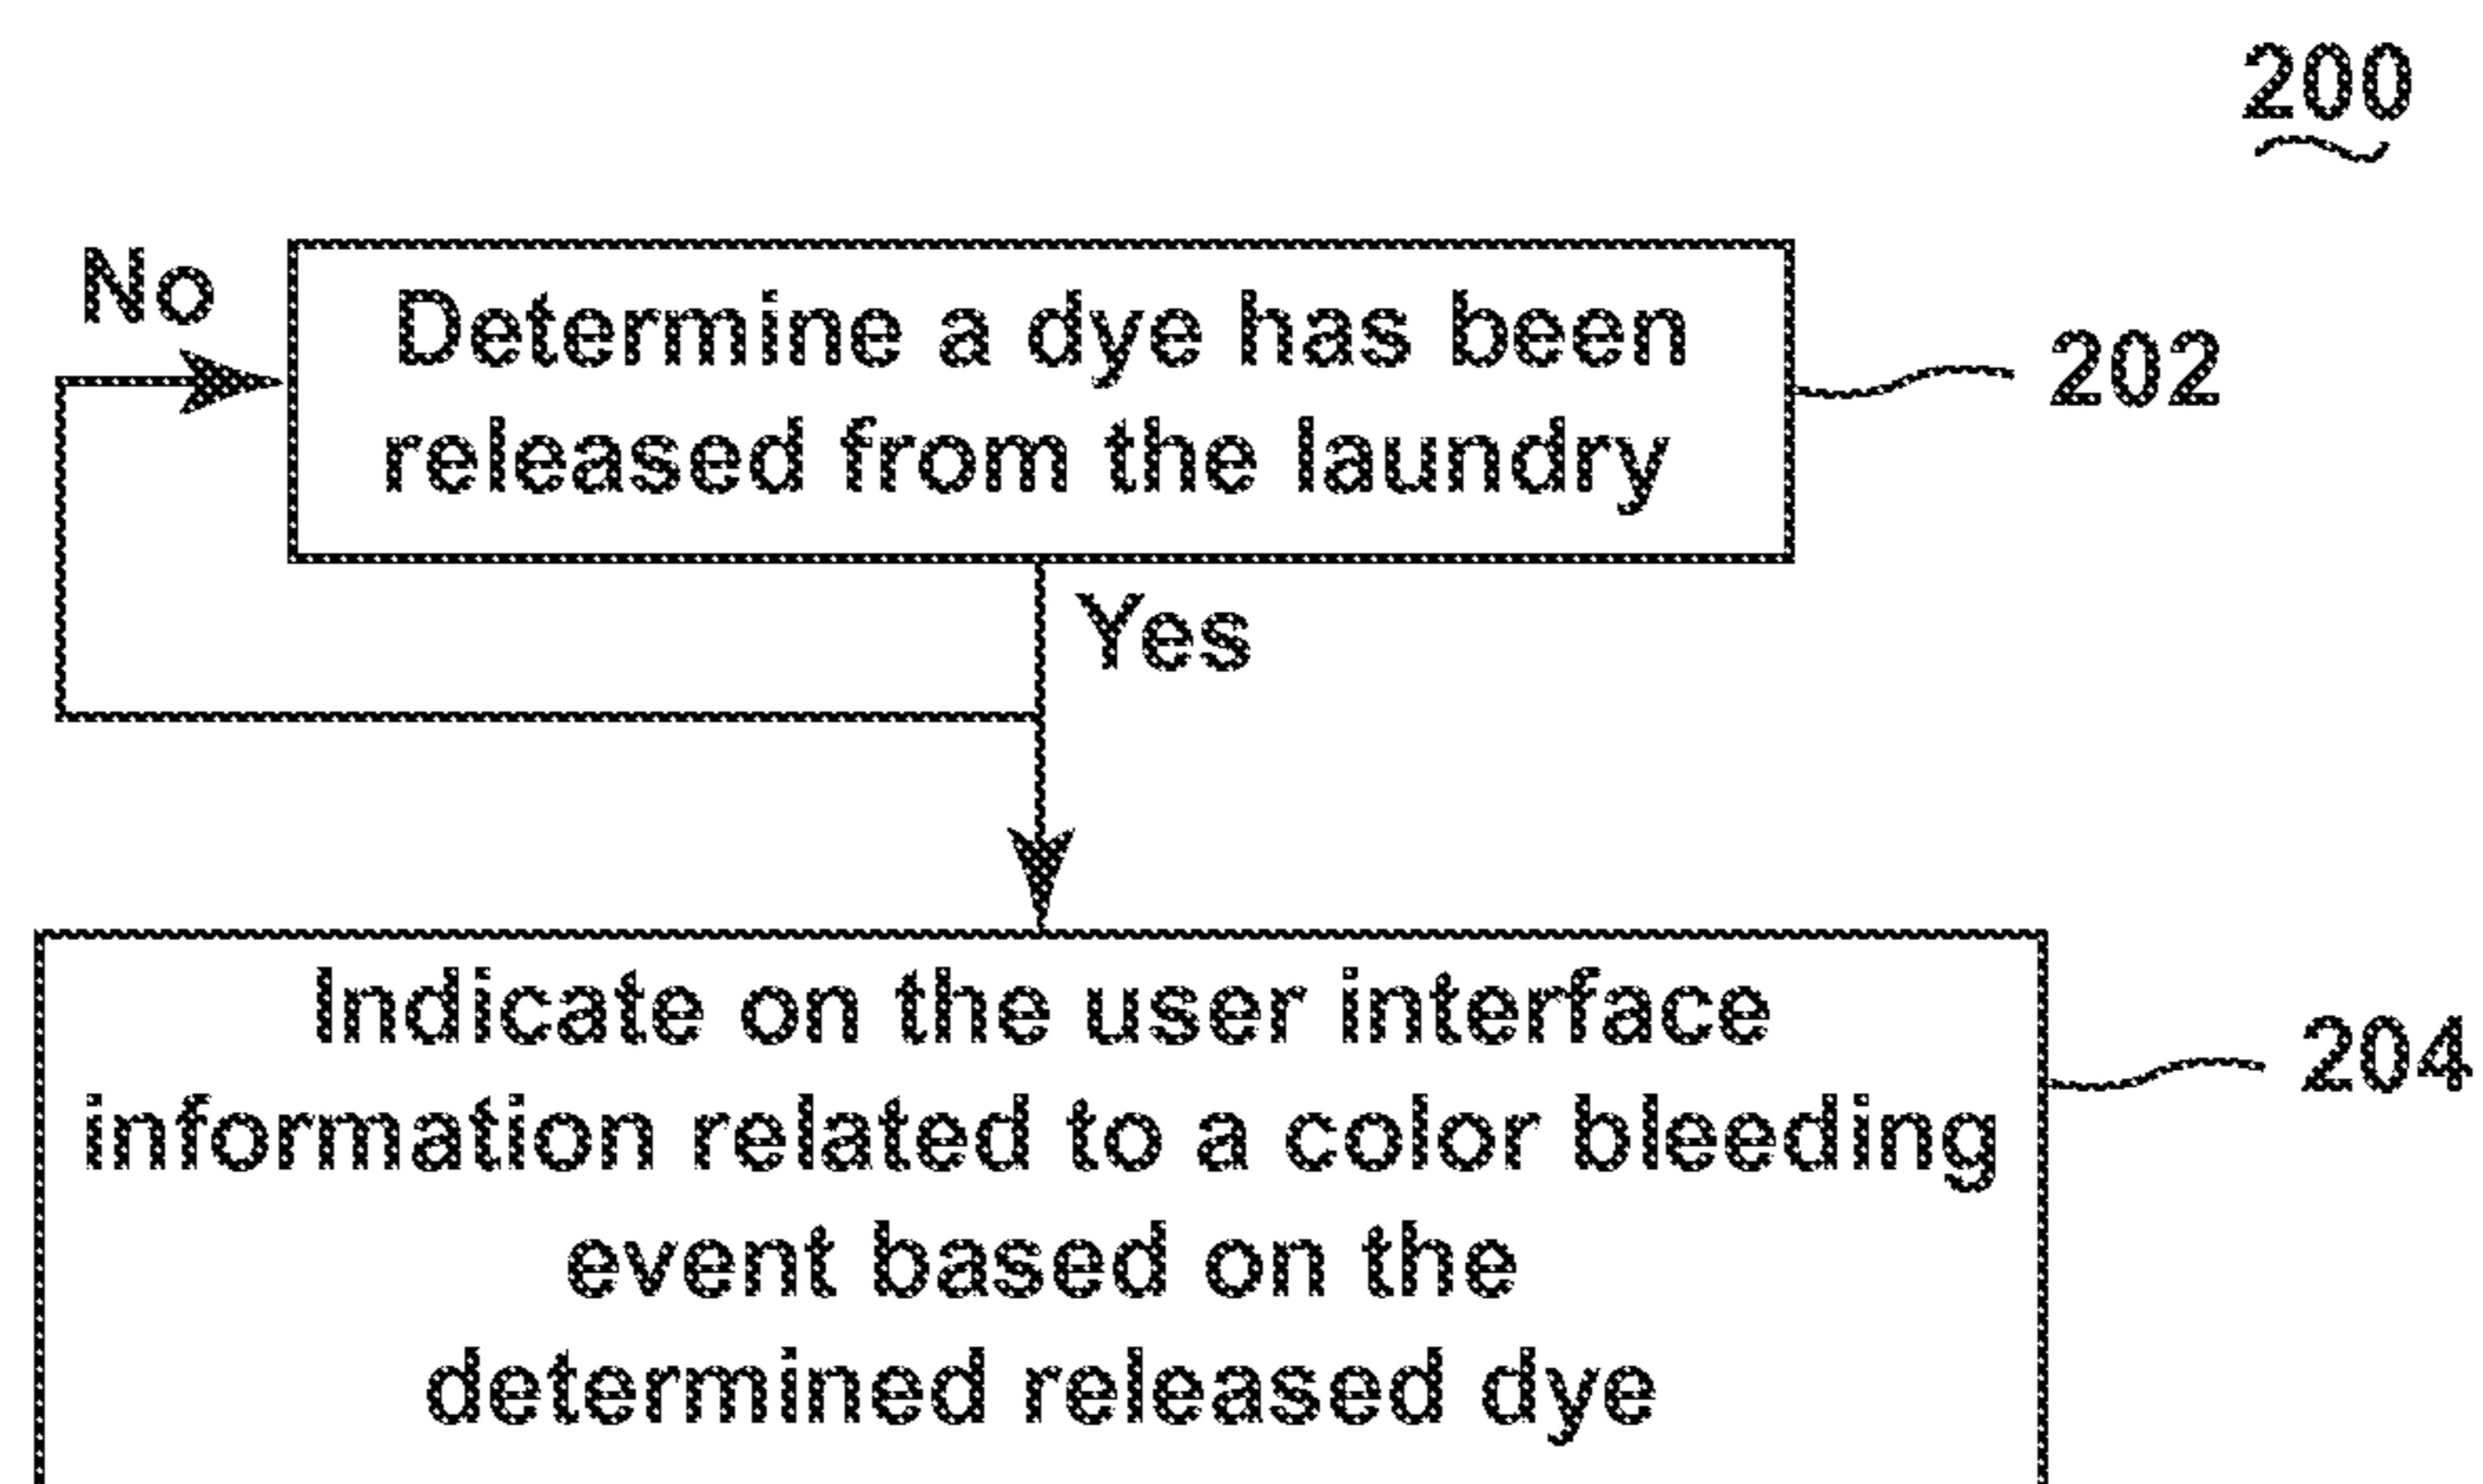 200
No
Determine a dye has been
released from the laundry
202
Yes
Indicate on the user interface
information related to a color bleeding
event based on the
determined released dye
204